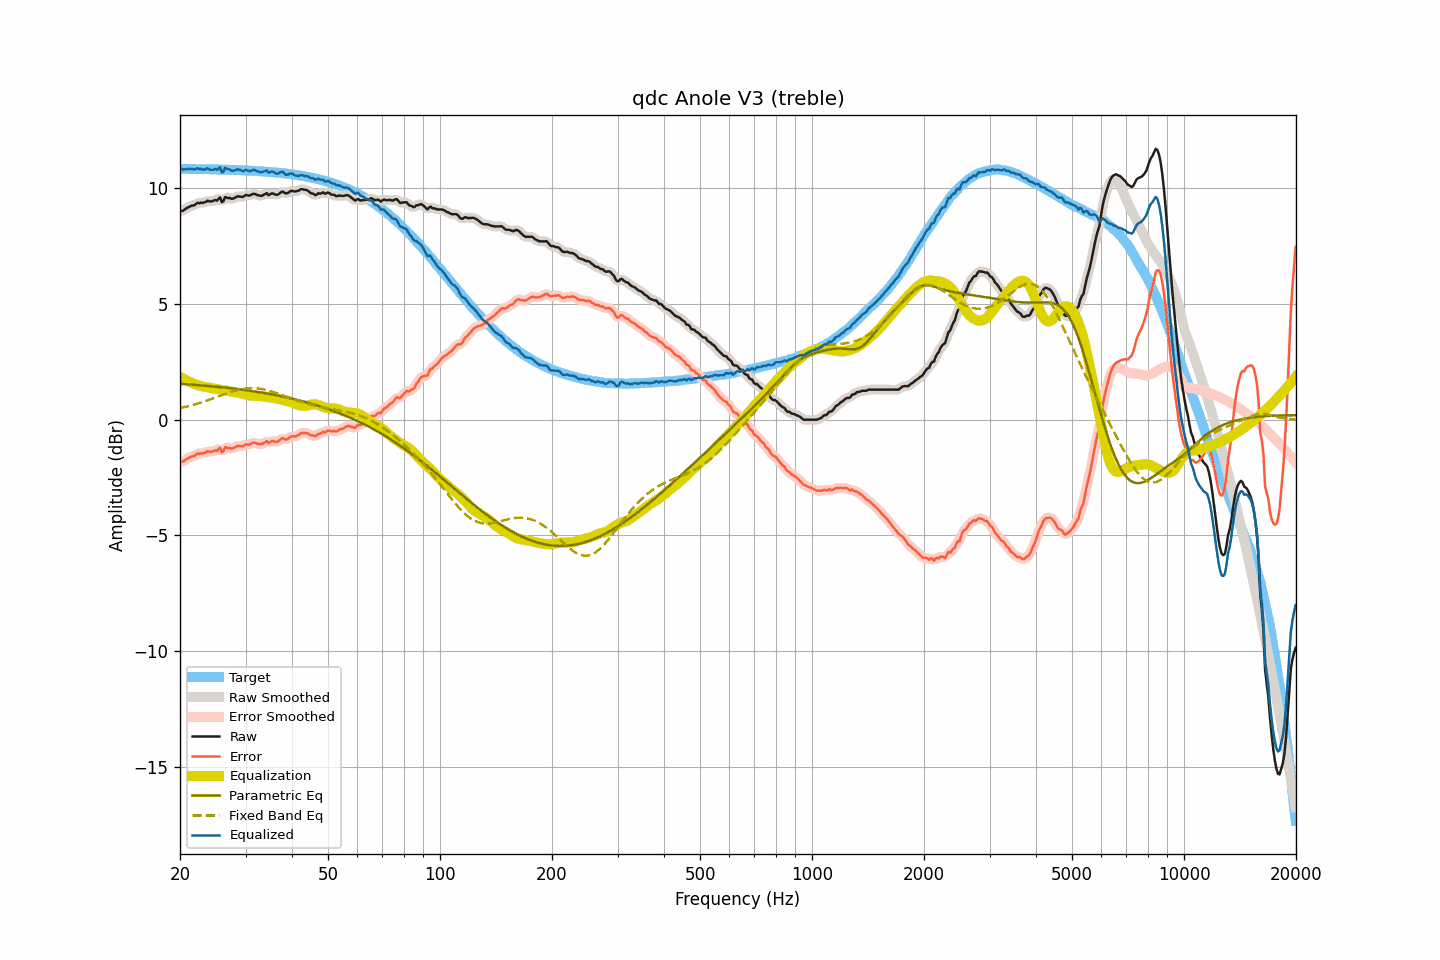 qdc Anole V3 (treble)
Amplitude (dBr)
10
5
0
−5
−10
−15
Target
Raw Smoothed
Error Smoothed
Raw
Error
Equalization
Parametric Eq
Fixed Band Eq
Equalized
20 50 100 200 500 1000 2000 5000 10000 20000
Frequency (Hz)